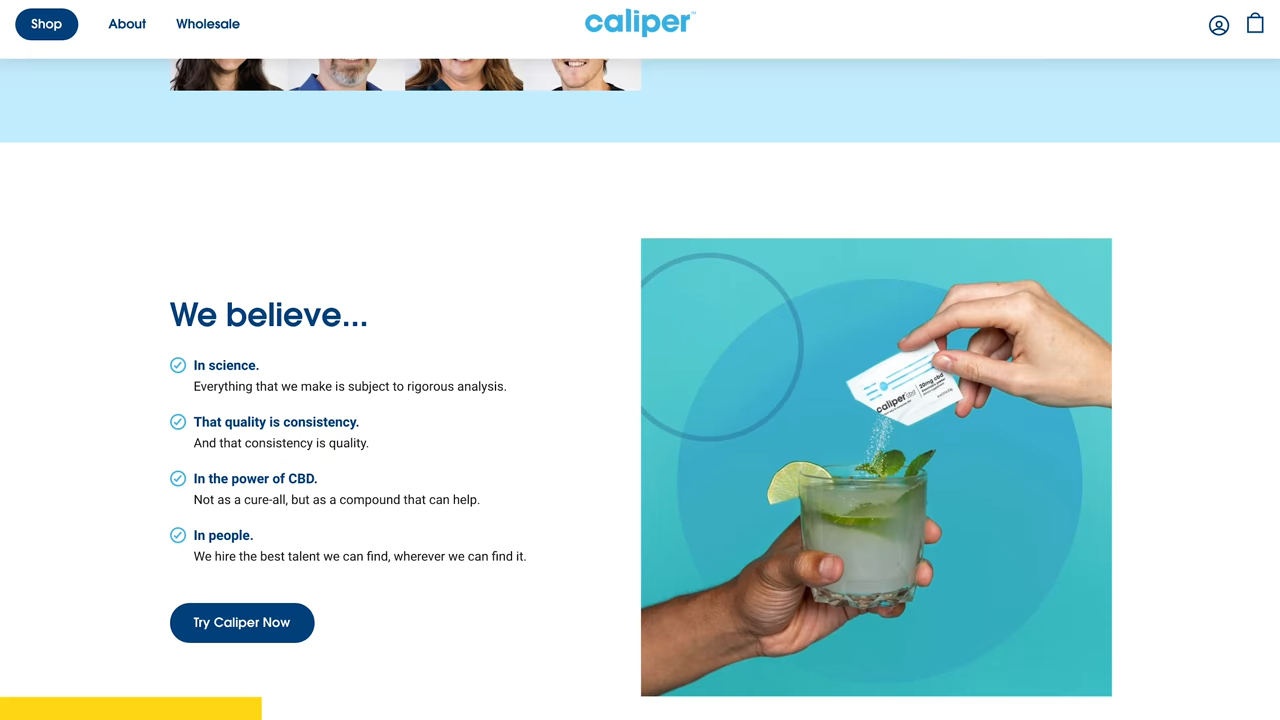 Shop
About
Wholesale
caliper™
We believe...
In science.
Everything that we make is subject to rigorous analysis.
That quality is consistency.
And that consistency is quality.
In the power of CBD.
Not as a cure-all, but as a compound that can help.
In people.
We hire the best talent we can find, wherever we can find it.
Try Caliper Now
caliper cbd
20mg cbd